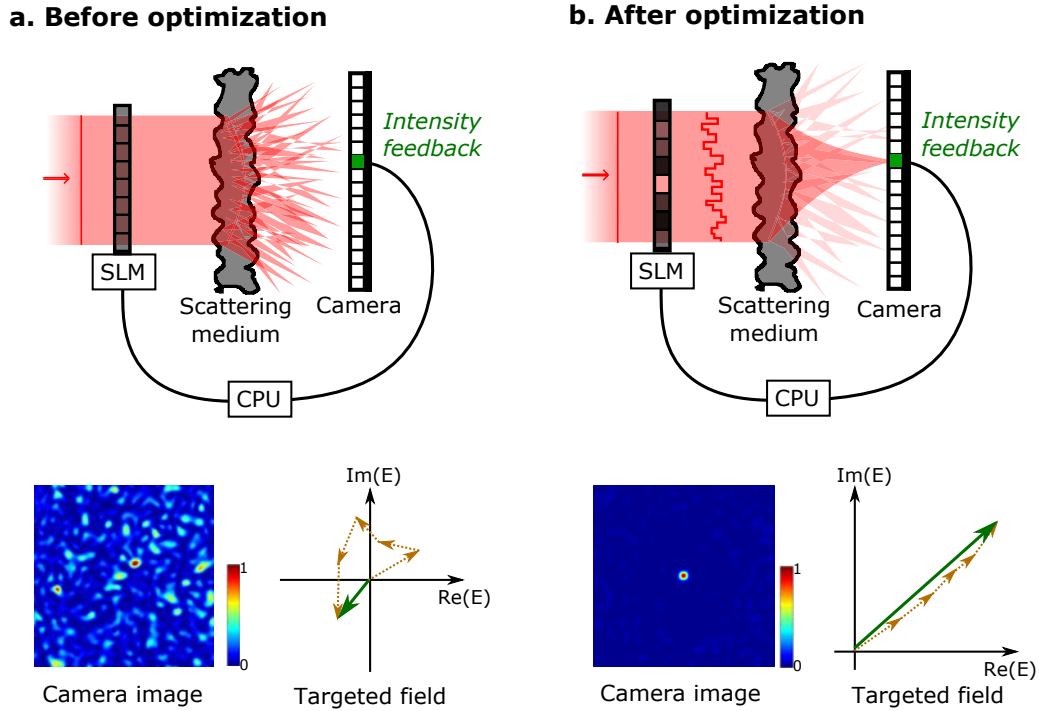 a. Before optimization
Intensity
feedback
SLM
Scattering
medium
Camera
CPU
1
0
Camera image
Im(E)
Re(E)
Targeted field
b. After optimization
Intensity
feedback
SLM
Scattering
medium
Camera
CPU
1
0
Camera image
Im(E)
Re(E)
Targeted field